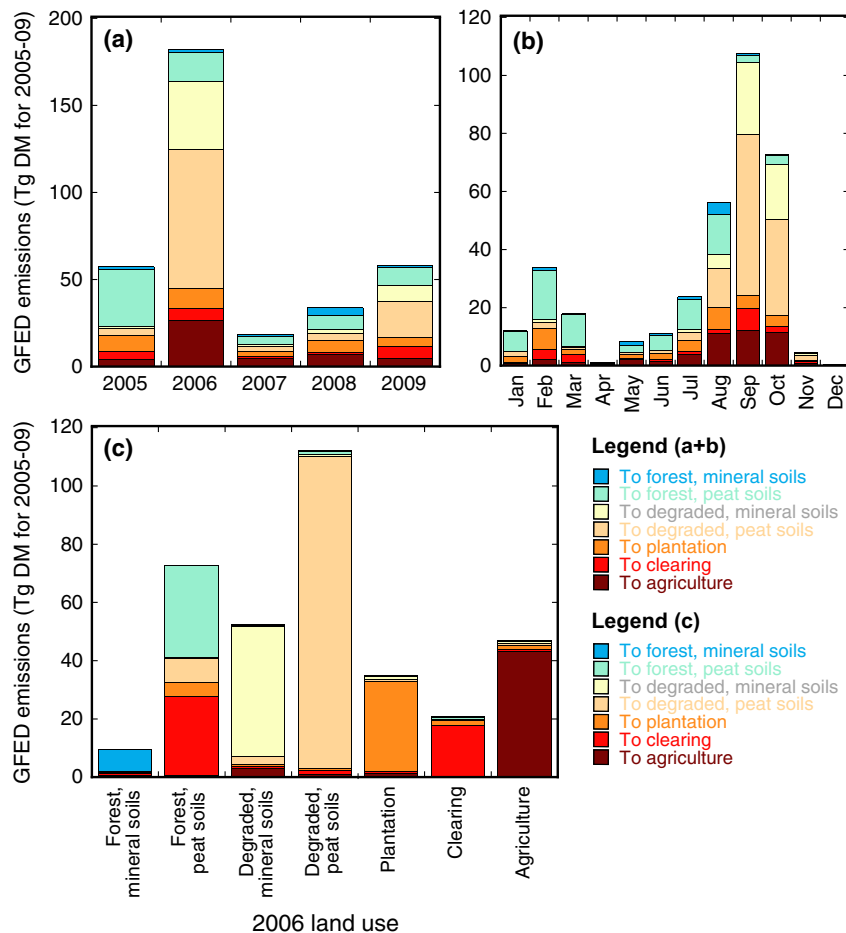 (a)
(b)
GFED emissions (Tg DM for 2005-09)
200
150
100
50
0
2005
2006
2007
2008
2009
120
100
80
60
40
20
0
Jan
Feb
Mar
Apr
May
Jun
Jul
Aug
Sep
Oct
Nov
Dec
(c)
GFED emissions (Tg DM for 2005-09)
120
100
80
60
40
20
0
Forest,
mineral soils
Forest,
peat soils
Degraded,
mineral soils
Degraded,
peat soils
Plantation
Clearing
Agriculture
2006 land use
Legend (a+b)
To forest, mineral soils
To forest, peat soils
To degraded, mineral soils
To degraded, peat soils
To plantation
To clearing
To agriculture
Legend (c)
To forest, mineral soils
To forest, peat soils
To degraded, mineral soils
To degraded, peat soils
To plantation
To clearing
To agriculture